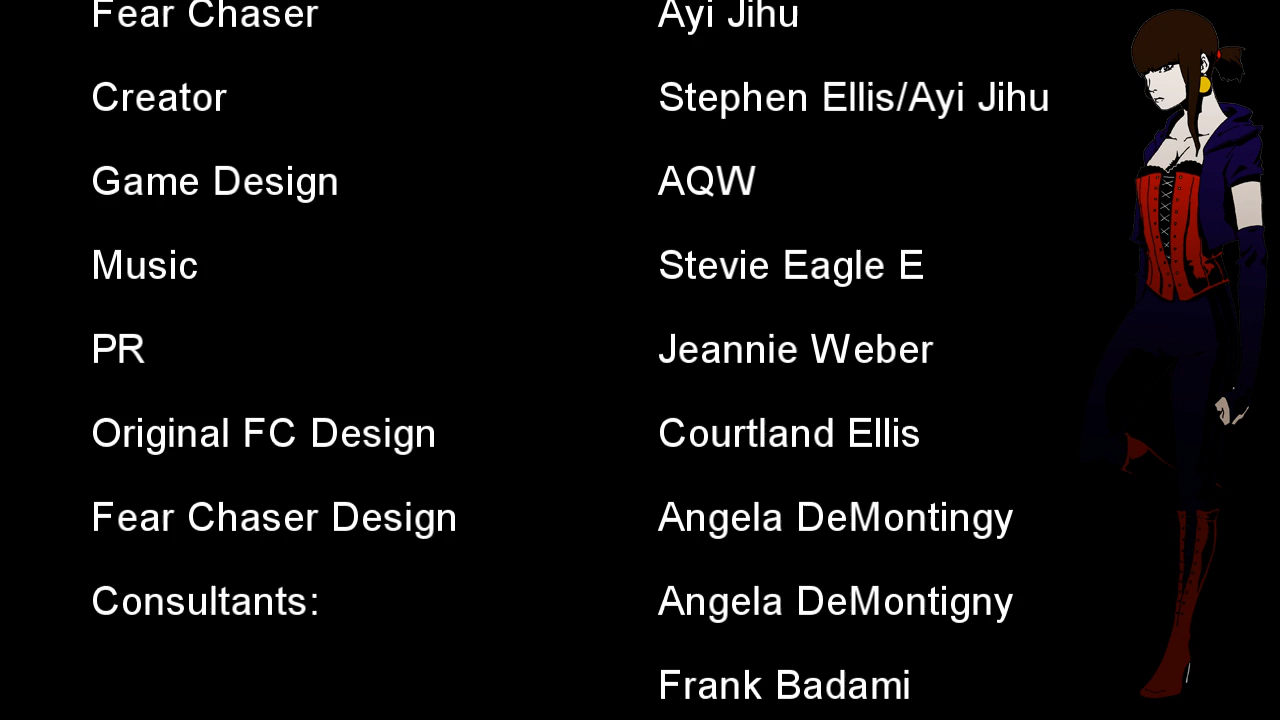 Fear Chaser Ayi Jihu
Creator Stephen Ellis/Ayi Jihu
Game Design AQW
Music Stevie Eagle E
PR Jeannie Weber
Original FC Design Courtland Ellis
Fear Chaser Design Angela DeMontingy
Consultants: Angela DeMontigny
Frank Badami